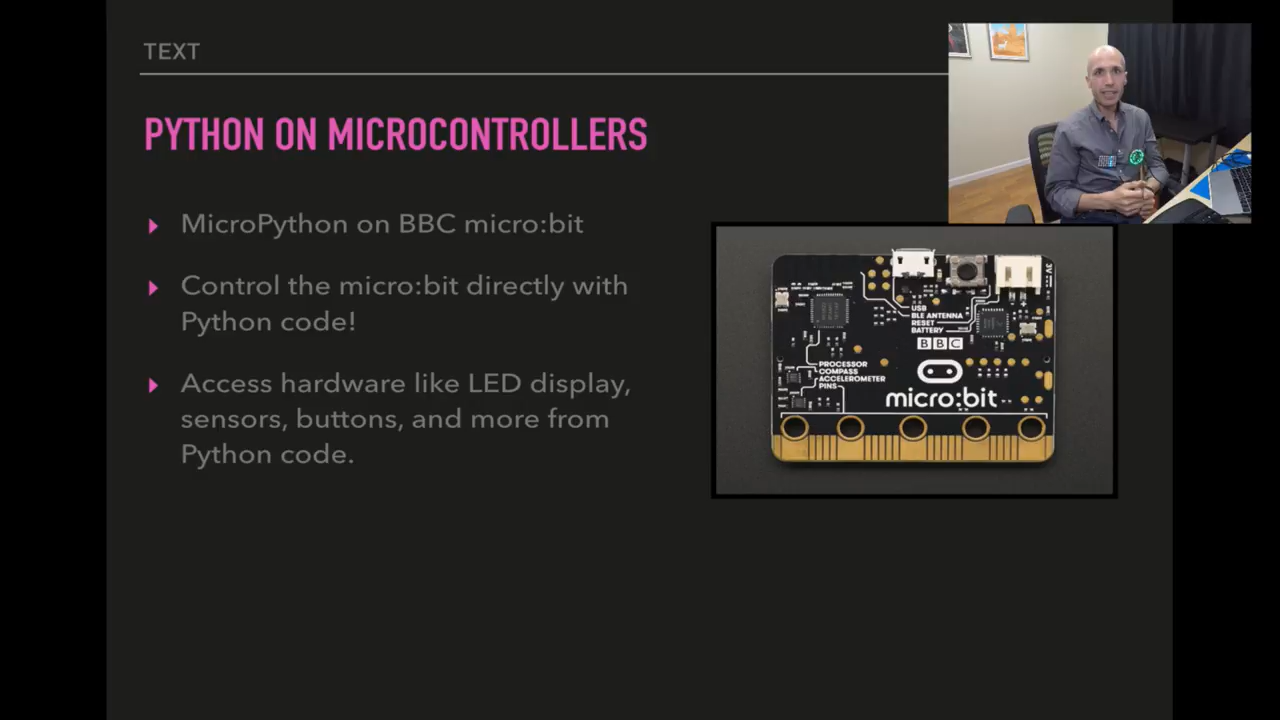 TEXT
PYTHON ON MICROCONTROLLERS
MicroPython on BBC micro:bit
Control the micro:bit directly with
Python code!
Access hardware like LED display,
sensors, buttons, and more from
Python code.
3V
USB
BLE ANTENNA
RESET
BATTERY
BBC
PROCESSOR
COMPASS
ACCELEROMETER
PINS
micro:bit